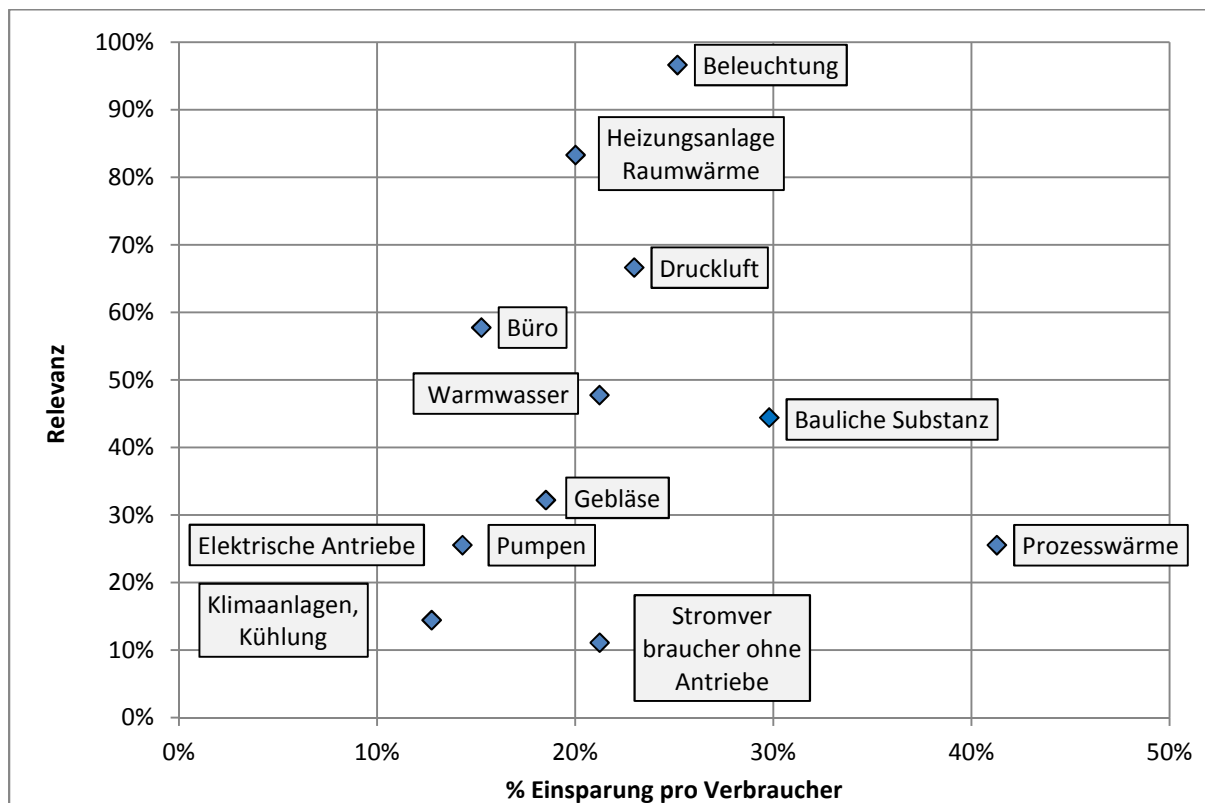 100%
90%
80%
70%
60%
50%
40%
30%
20%
10%
0%
Relevanz
Beleuchtung
Heizungsanlage
Raumwärme
Druckluft
Büro
Warmwasser
Bauliche Substanz
Gebläse
Elektrische Antriebe
Pumpen
Prozesswärme
Klimaanlagen,
Kühlung
Stromver
braucher ohne
Antriebe
0%
10%
20%
30%
40%
50%
% Einsparung pro Verbraucher